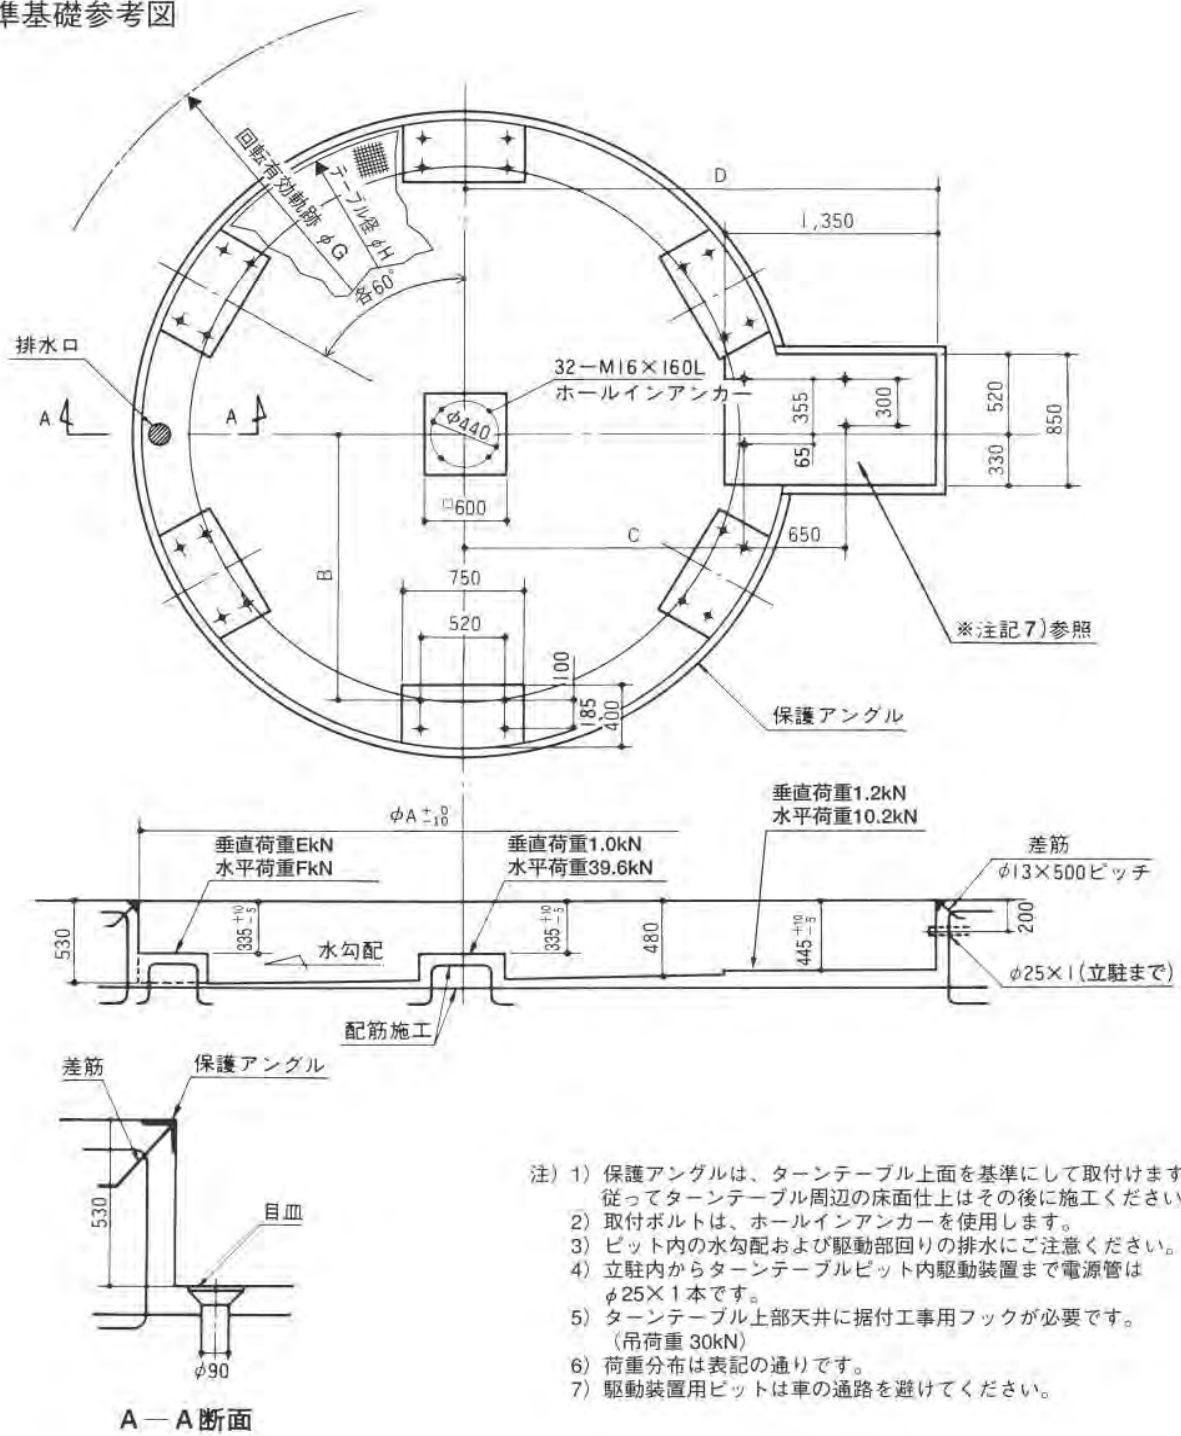 準基礎参考図
回転有効軌跡 φG
テーブル径 φH
各60°
D
1,350
排水口
A
A
32−M16×160L
ホールインアンカー
φ440
□600
355
300
520
850
65
330
B
C
650
750
520
100
185
400
※注記7)参照
保護アングル
φA +0 −10
垂直荷重EkN
水平荷重FkN
垂直荷重1.0kN
水平荷重39.6kN
垂直荷重1.2kN
水平荷重10.2kN
差筋
φ13×500ピッチ
530
335 +10 −5
水勾配
335 +10 −5
480
445 +10 −5
200
φ25×1(立駐まで)
配筋施工
差筋
保護アングル
530
目皿
φ90
A−A断面
注) 1) 保護アングルは、ターンテーブル上面を基準にして取付けます
従ってターンテーブル周辺の床面仕上はその後に施工くださ
2) 取付ボルトは、ホールインアンカーを使用します。
3) ピット内の水勾配および駆動部回りの排水にご注意ください。
4) 立駐内からターンテーブルピット内駆動装置まで電源管は
φ25×1本です。
5) ターンテーブル上部天井に据付工事用フックが必要です。
(吊荷重 30kN)
6) 荷重分布は表記の通りです。
7) 駆動装置用ピットは車の通路を避けてください。